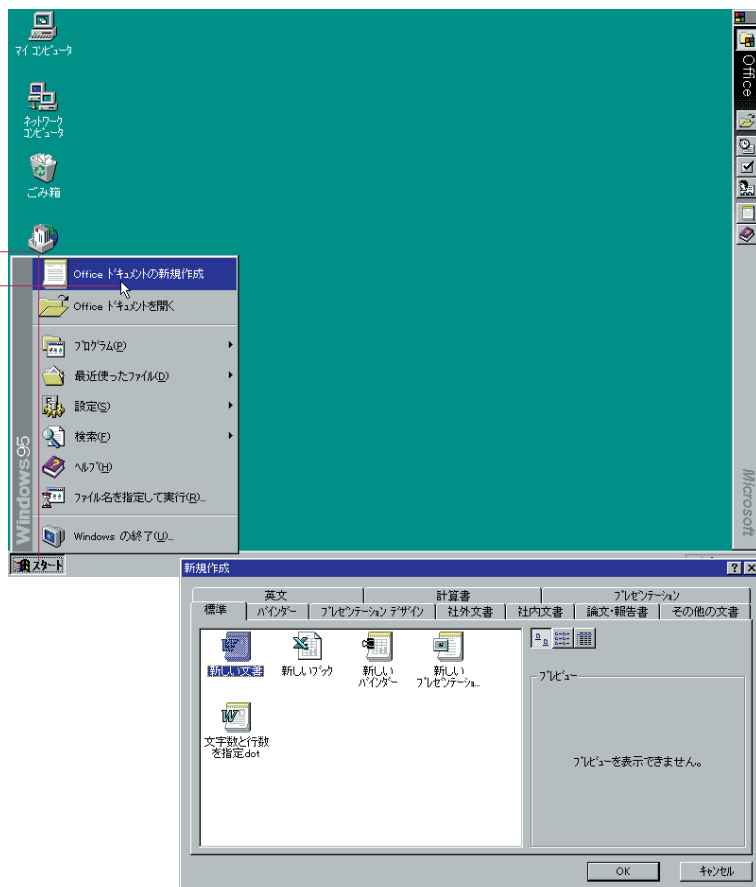 マイ コンピュータ
ネットワーク
コンピュータ
ごみ箱
Office
Microsoft
Windows95
Office ドキュメントの新規作成
Office ドキュメントを開く
プログラム(P)
最近使ったファイル(D)
設定(S)
検索(F)
ヘルプ(H)
ファイル名を指定して実行(R)...
Windows の終了(U)...
スタート
新規作成
英文 計算書 プレゼンテーション
標準 バインダー プレゼンテーション デザイン 社外文書 社内文書 論文・報告書 その他の文書
新しい文書 新しいブック 新しい
バインダー 新しい
プレゼンテーショ...
文字数と行数
を指定dot
プレビュー
プレビューを表示できません。
OK キャンセル